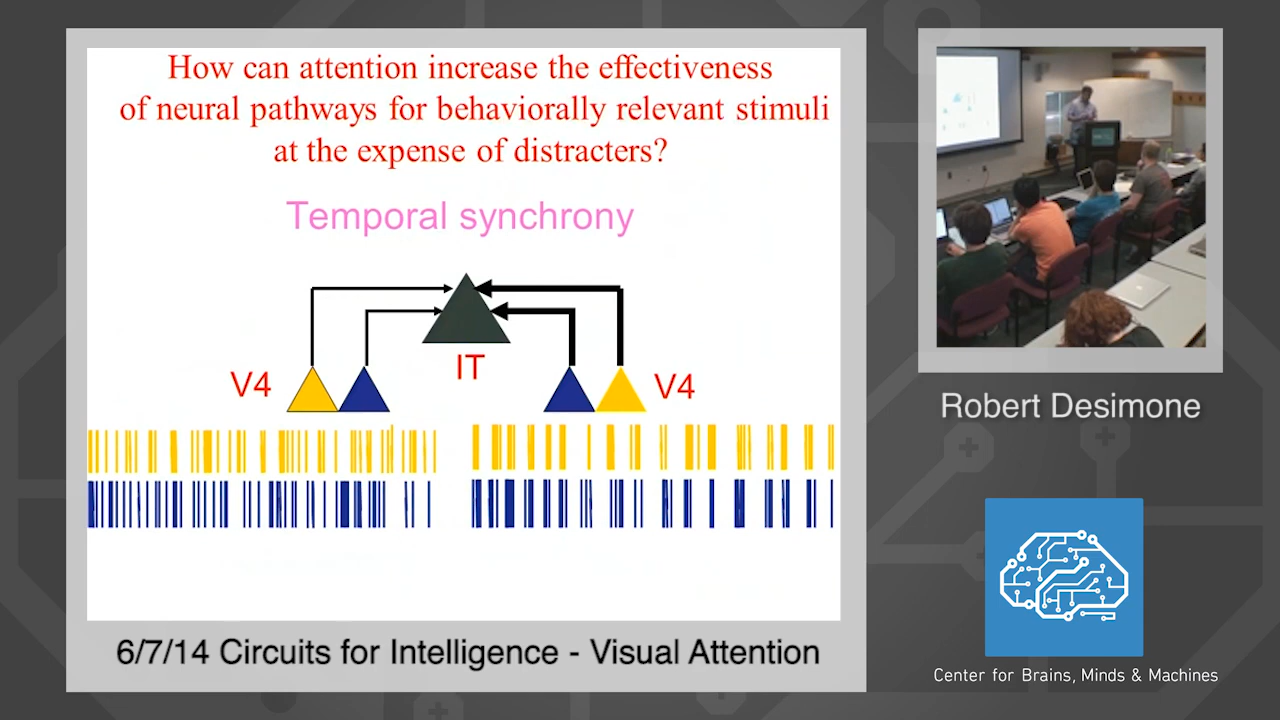 How can attention increase the effectiveness
of neural pathways for behaviorally relevant stimuli
at the expense of distracters?
Temporal synchrony
V4
IT
V4
6/7/14 Circuits for Intelligence - Visual Attention
Robert Desimone
Center for Brains, Minds & Machines